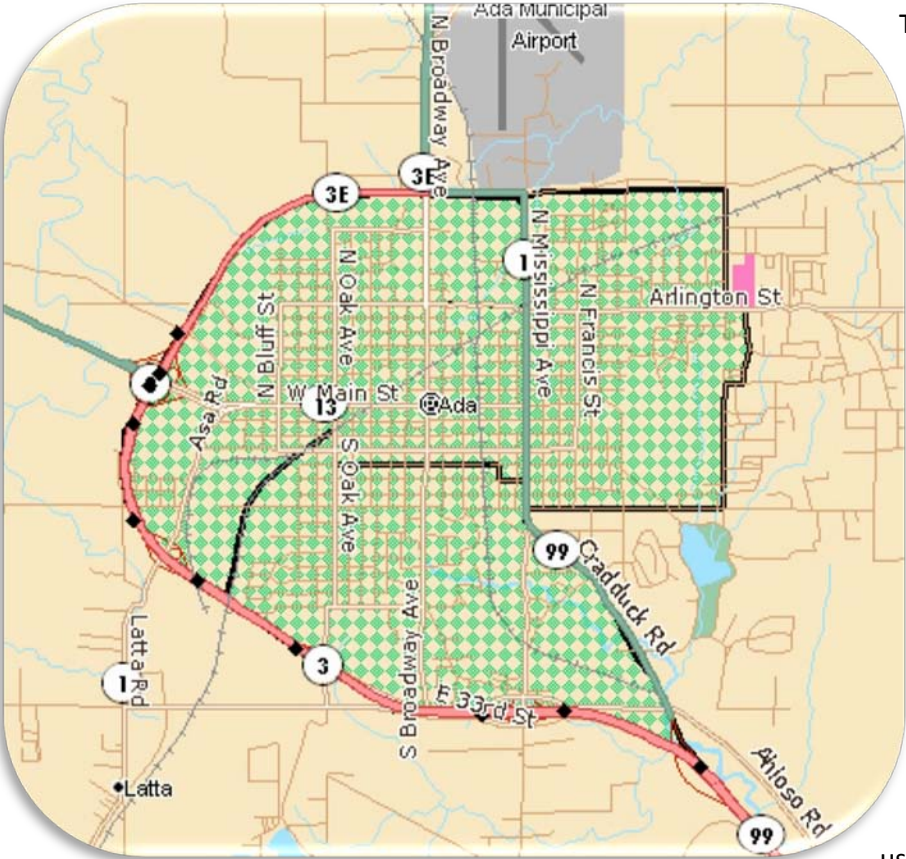 Ada Municipal
Airport
N Broadway Ave
3E
3E
N Mississippi Ave
1
N Oak Ave
N Bluff St
N Francis St
Arlington St
W Main St
13
Ada
Asa Rd
S Oak Ave
99
Cradduck Rd
S Broadway Ave
Latta Rd
1
3
E 33rd St
Latta
Ahloso Rd
99
T
us